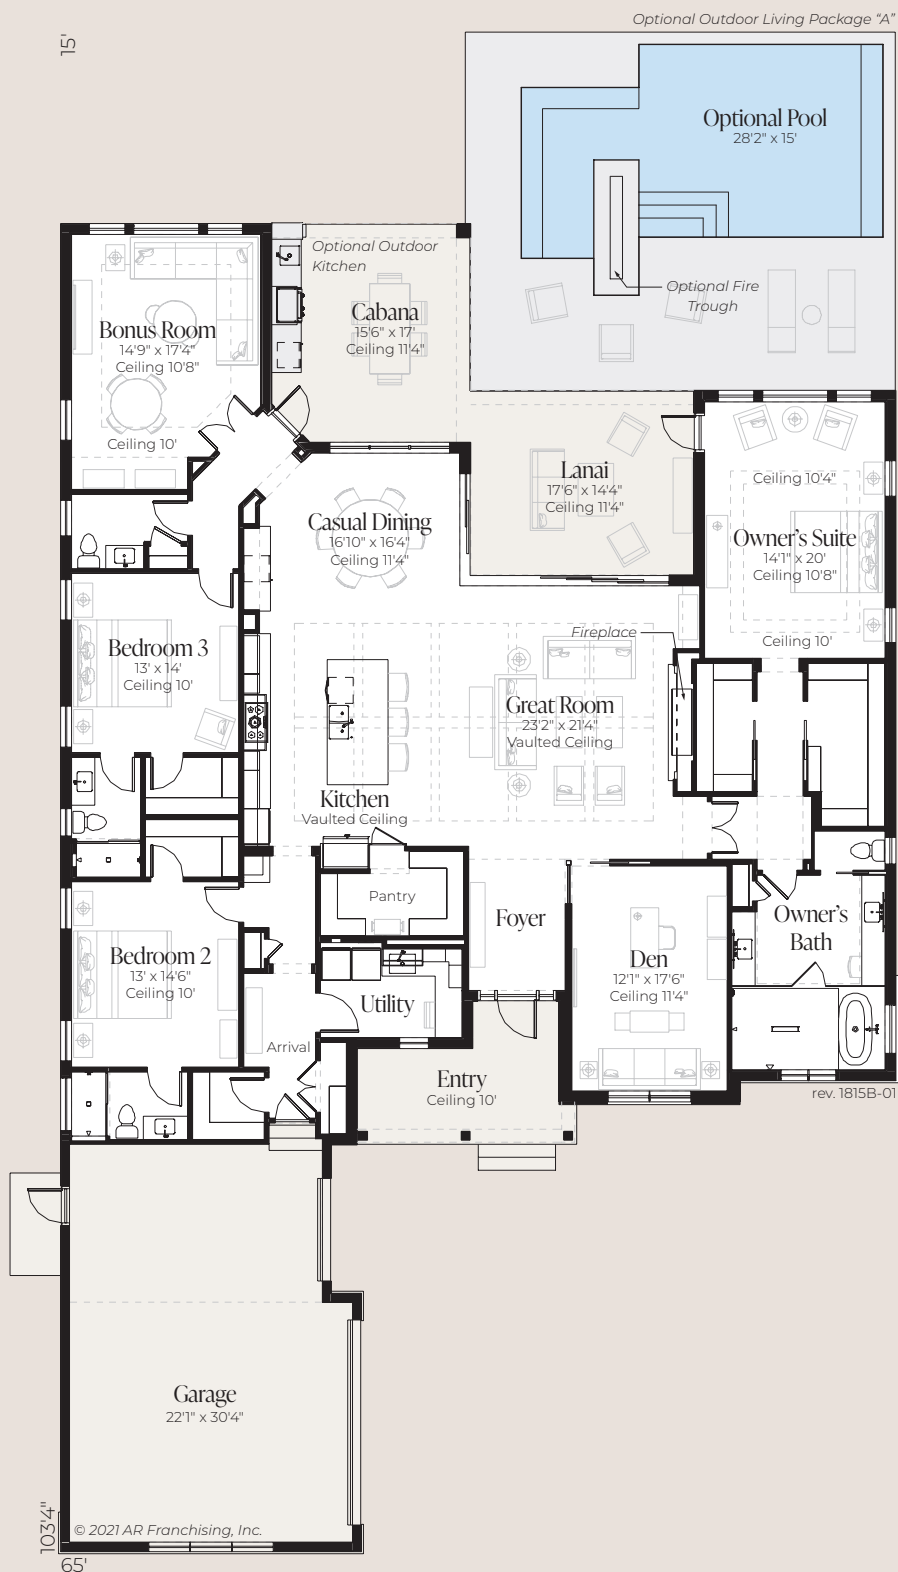 Optional Outdoor Living Package “A”
15'
Optional Pool
28'2" x 15'
Optional Outdoor
Kitchen
Optional Fire
Trough
Cabana
15'6" x 17'
Ceiling 11'4"
Bonus Room
14'9" x 17'4"
Ceiling 10'8"
Ceiling 10'
Lanai
17'6" x 14'4"
Ceiling 11'4"
Ceiling 10'4"
Owner's Suite
14'1" x 20'
Ceiling 10'8"
Ceiling 10'
Casual Dining
16'10" x 16'4"
Ceiling 11'4"
Fireplace
Bedroom 3
13' x 14'
Ceiling 10'
Great Room
23'2" x 21'4"
Vaulted Ceiling
Kitchen
Vaulted Ceiling
Pantry
Foyer
Owner's
Bath
Bedroom 2
13' x 14'6"
Ceiling 10'
Den
12'1" x 17'6"
Ceiling 11'4"
Utility
Arrival
Entry
Ceiling 10'
rev. 1815B-01
Garage
22'1" x 30'4"
© 2021 AR Franchising, Inc.
103'4"
65'